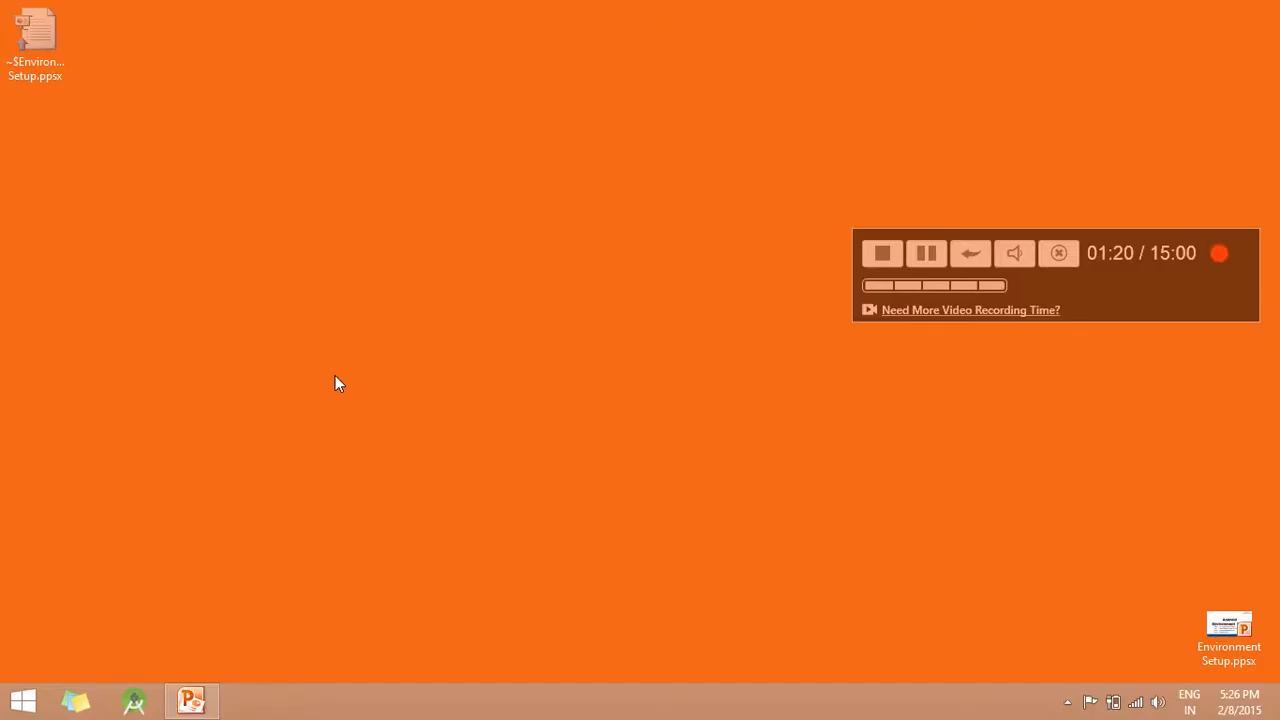 ~$Environ...
Setup.ppsx
01:20 / 15:00
Need More Video Recording Time?
Environment
Setup.ppsx
ENG
IN
5:26 PM
2/8/2015